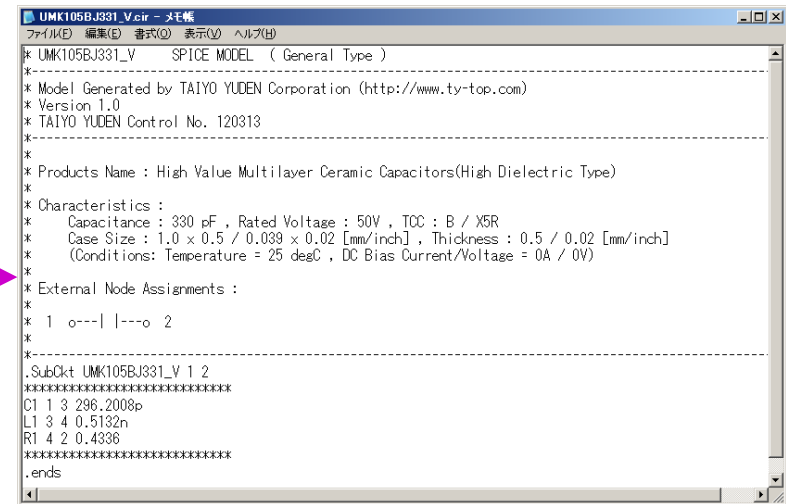 UMK105BJ331_V.cir - メモ帳
ファイル(F) 編集(E) 書式(O) 表示(V) ヘルプ(H)
* UMK105BJ331_V SPICE MODEL ( General Type )
*-----------------------------------------------------------------------------------------
* Model Generated by TAIYO YUDEN Corporation (http://www.ty-top.com)
* Version 1.0
* TAIYO YUDEN Control No. 120313
*-----------------------------------------------------------------------------------------
*
* Products Name : High Value Multilayer Ceramic Capacitors(High Dielectric Type)
*
* Characteristics :
* Capacitance : 330 pF , Rated Voltage : 50V , TCC : B / X5R
* Case Size : 1.0 × 0.5 / 0.039 × 0.02 [mm/inch] , Thickness : 0.5 / 0.02 [mm/inch]
* (Conditions: Temperature = 25 degC , DC Bias Current/Voltage = 0A / 0V)
*
* External Node Assignments :
*
* 1 o---| |---o 2
*
*-----------------------------------------------------------------------------------------
.SubCkt UMK105BJ331_V 1 2
****************************
C1 1 3 296.2008p
L1 3 4 0.5132n
R1 4 2 0.4336
****************************
.ends